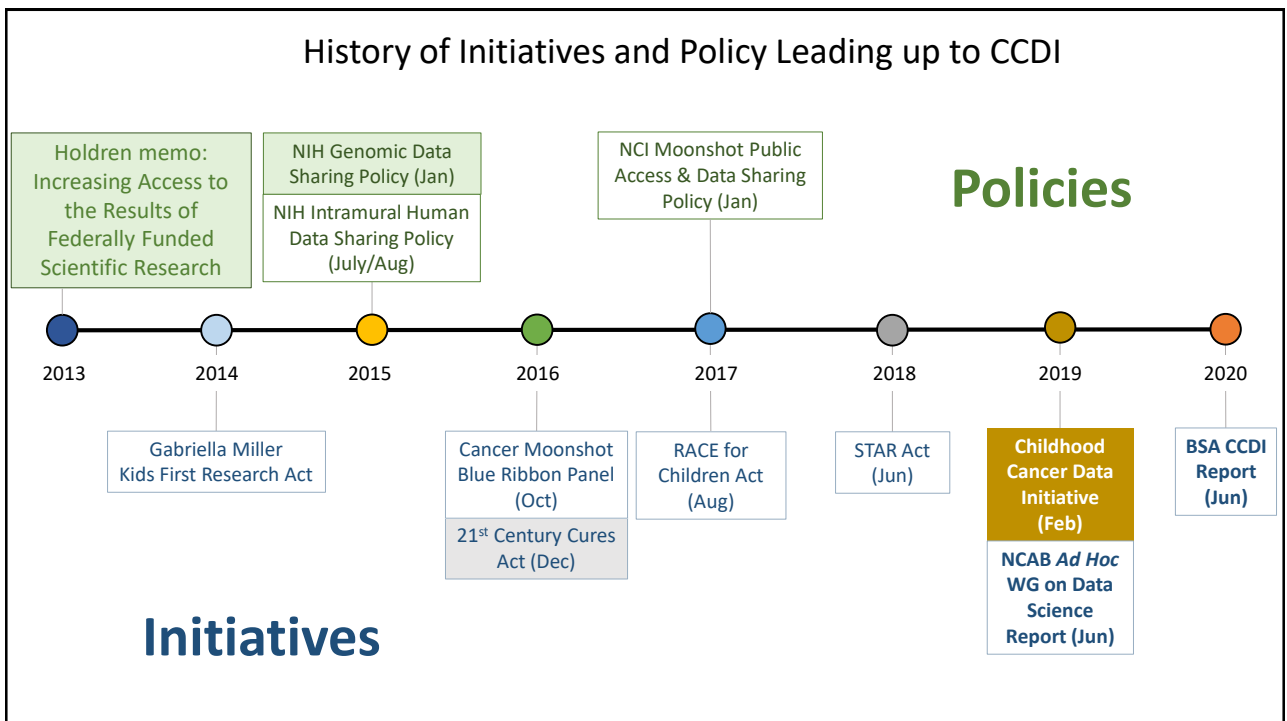 History of Initiatives and Policy Leading up to CCDI
Holdren memo:
Increasing Access to
the Results of
Federally Funded
Scientific Research
NIH Genomic Data
Sharing Policy (Jan)
NIH Intramural Human
Data Sharing Policy
(July/Aug)
NCI Moonshot Public
Access & Data Sharing
Policy (Jan)
Policies
2013
2014
2015
2016
2017
2018
2019
2020
Gabriella Miller
Kids First Research Act
Cancer Moonshot
Blue Ribbon Panel
(Oct)
21st Century Cures
Act (Dec)
RACE for
Children Act
(Aug)
STAR Act
(Jun)
Childhood
Cancer Data
Initiative
(Feb)
NCAB Ad Hoc
WG on Data
Science
Report (Jun)
BSA CCDI
Report
(Jun)
Initiatives